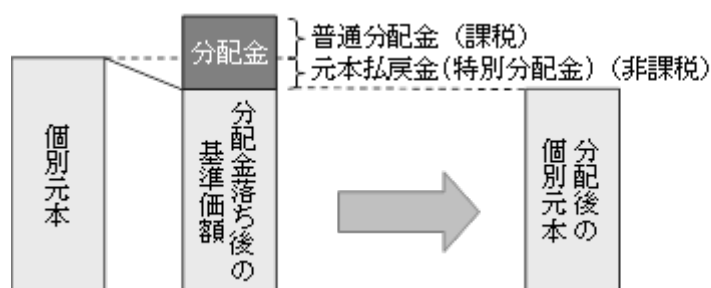 分配金
普通分配金（課税）
元本払戻金(特別分配金)（非課税）
個別元本
分配金落ち後の
基準価額
分配後の
個別元本